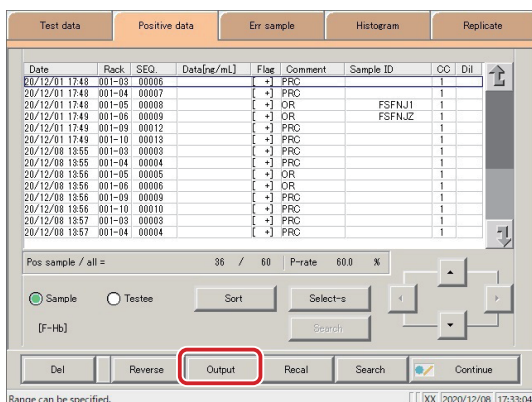 Test data Positive data Err sample Histogram Replicate
Date Rack SEQ. Data[ng/mL] Flag Comment Sample ID CC Dil
20/12/01 17:48 001-03 00006 [ +] PRC 1
20/12/01 17:48 001-04 00007 [ +] PRC 1
20/12/01 17:48 001-05 00008 [ +] OR FSFNJ1 1
20/12/01 17:48 001-06 00009 [ +] OR FSFNJZ 1
20/12/01 17:49 001-09 00012 [ +] PRC 1
20/12/01 17:49 001-10 00013 [ +] PRC 1
20/12/08 13:55 001-03 00003 [ +] PRC 1
20/12/08 13:55 001-04 00004 [ +] PRC 1
20/12/08 13:56 001-05 00005 [ +] OR 1
20/12/08 13:56 001-06 00006 [ +] OR 1
20/12/08 13:56 001-09 00009 [ +] PRC 1
20/12/08 13:56 001-10 00010 [ +] PRC 1
20/12/08 13:57 001-03 00003 [ +] PRC 1
20/12/08 13:57 001-04 00004 [ +] PRC 1
Pos sample / all = 36 / 60 P-rate 60.0 %
Sample Testee Sort Select-s
[F-Hb] Search
Del Reverse Output Recal Search Continue
Range can be specified. XX 2020/12/08 17:33:04